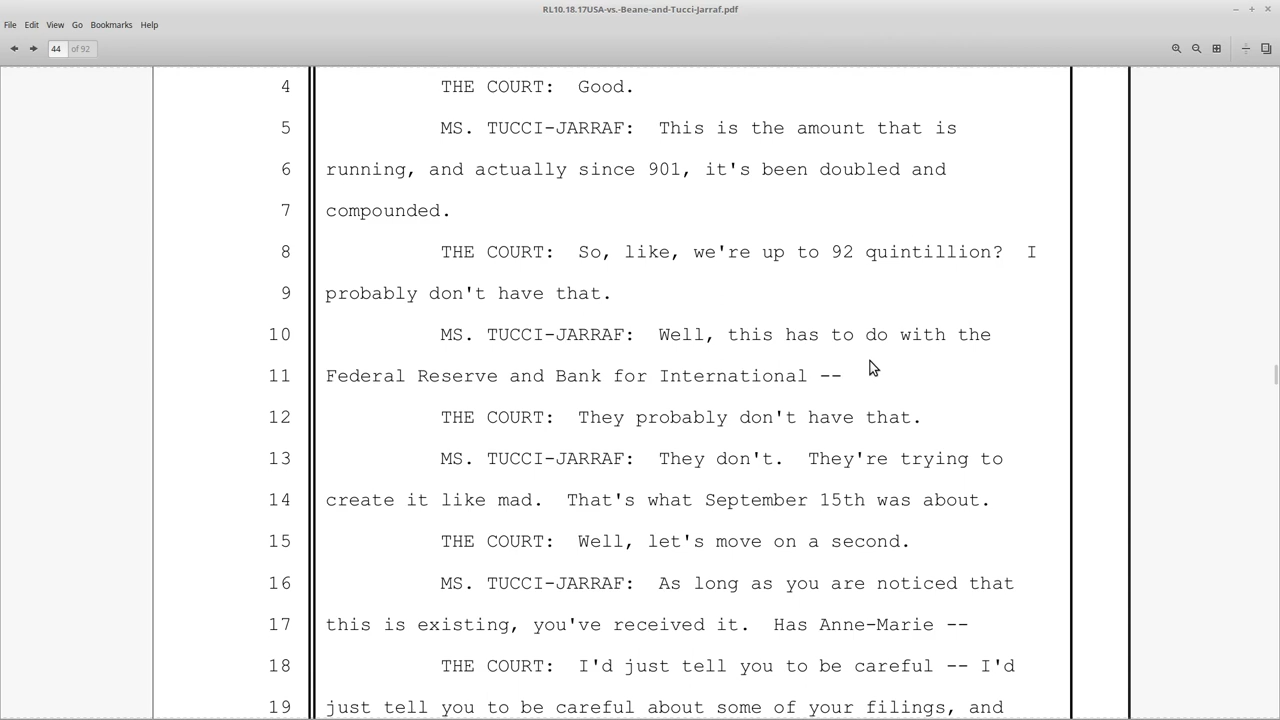 RL10.18.17USA-vs.-Beane-and-Tucci-Jarraf.pdf
File Edit View Go Bookmarks Help
44 of 92
4 THE COURT: Good.
5 MS. TUCCI-JARRAF: This is the amount that is
6 running, and actually since 901, it's been doubled and
7 compounded.
8 THE COURT: So, like, we're up to 92 quintillion? I
9 probably don't have that.
10 MS. TUCCI-JARRAF: Well, this has to do with the
11 Federal Reserve and Bank for International --
12 THE COURT: They probably don't have that.
13 MS. TUCCI-JARRAF: They don't. They're trying to
14 create it like mad. That's what September 15th was about.
15 THE COURT: Well, let's move on a second.
16 MS. TUCCI-JARRAF: As long as you are noticed that
17 this is existing, you've received it. Has Anne-Marie --
18 THE COURT: I'd just tell you to be careful -- I'd
19 just tell you to be careful about some of your filings, and